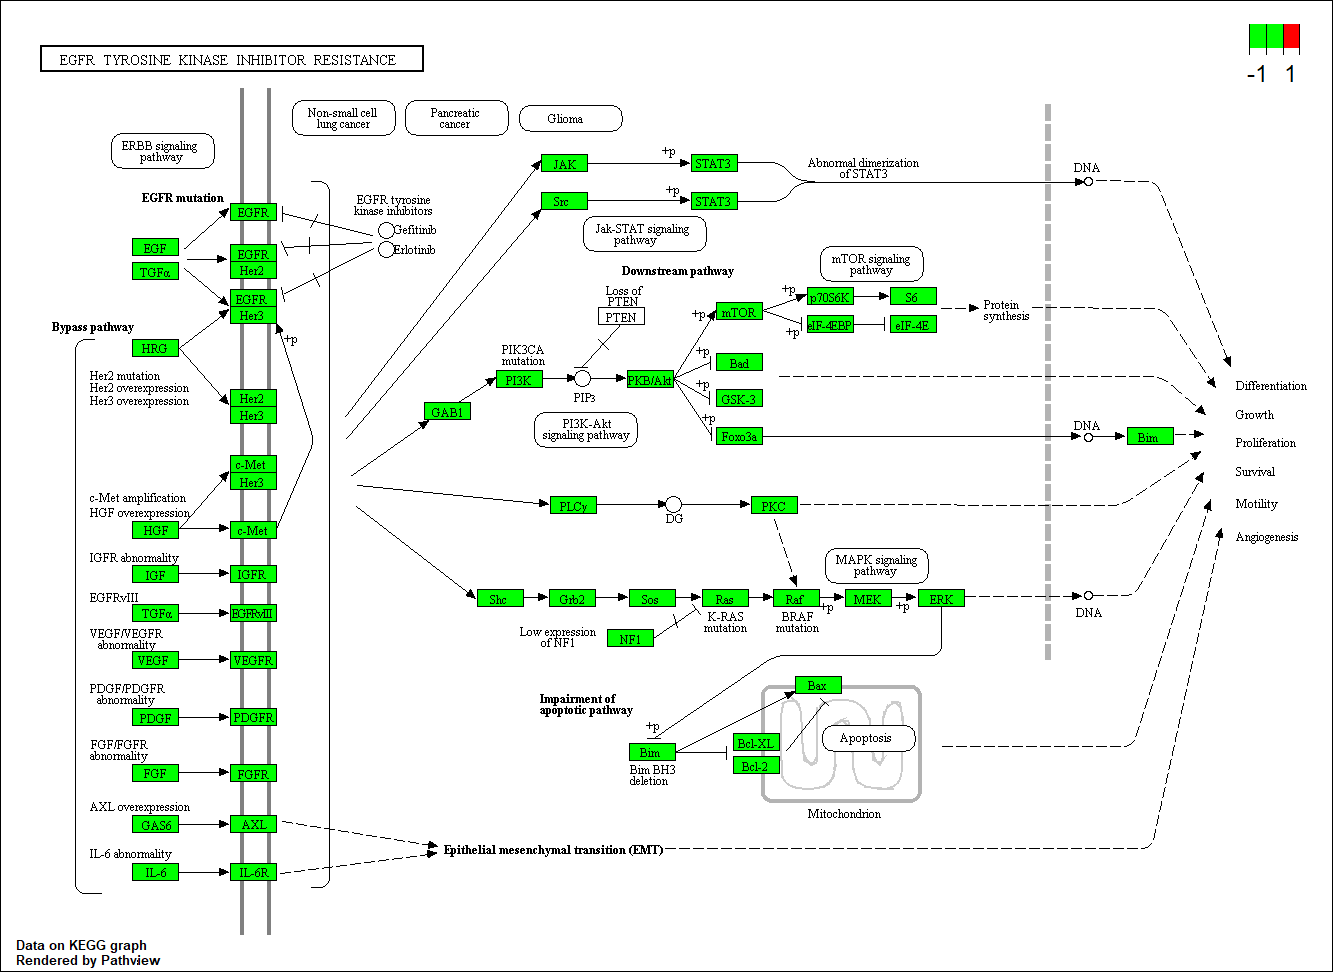 EGFR TYROSINE KINASE INHIBITOR RESISTANCE
-1 1
Non-small cell
lung cancer
Pancreatic
cancer
Glioma
ERBB signaling
pathway
EGFR mutation
EGFR
EGF
TGFα
EGFR
Her2
EGFR
Her3
EGFR tyrosine
kinase inhibitors
Gefitinib
Erlotinib
JAK
+p
STAT3
Src
+p
STAT3
Abnormal dimerization
of STAT3
DNA
Jak-STAT signaling
pathway
Downstream pathway
mTOR signaling
pathway
Loss of
PTEN
PTEN
+p
mTOR
+p
p70S6K
S6
+p
eIF-4EBP
eIF-4E
Protein
synthesis
Bypass pathway
HRG
+p
Her2 mutation
Her2 overexpression
Her3 overexpression
Her2
Her3
PIK3CA
mutation
PI3K
PIP3
PKB/Akt
+p
Bad
+p
GSK-3
+p
Foxo3a
GAB1
PI3K-Akt
signaling pathway
DNA
Bim
Differentiation
Growth
Proliferation
Survival
Motility
Angiogenesis
c-Met
Her3
c-Met amplification
HGF overexpression
HGF
c-Met
PLCγ
DG
PKC
IGFR abnormality
IGF
IGFR
EGFRvIII
TGFα
EGFRvIII
MAPK signaling
pathway
Shc
Grb2
Sos
Ras
Raf
+p
MEK
+p
ERK
DNA
K-RAS
mutation
BRAF
mutation
Low expression
of NF1
NF1
VEGF/VEGFR
abnormality
VEGF
VEGFR
PDGF/PDGFR
abnormality
PDGF
PDGFR
Impairment of
apoptotic pathway
+p
Bim
Bim BH3
deletion
Bax
Bcl-XL
Bcl-2
Apoptosis
Mitochondrion
FGF/FGFR
abnormality
FGF
FGFR
AXL overexpression
GAS6
AXL
IL-6 abnormality
IL-6
IL-6R
Epithelial mesenchymal transition (EMT)
Data on KEGG graph
Rendered by Pathview